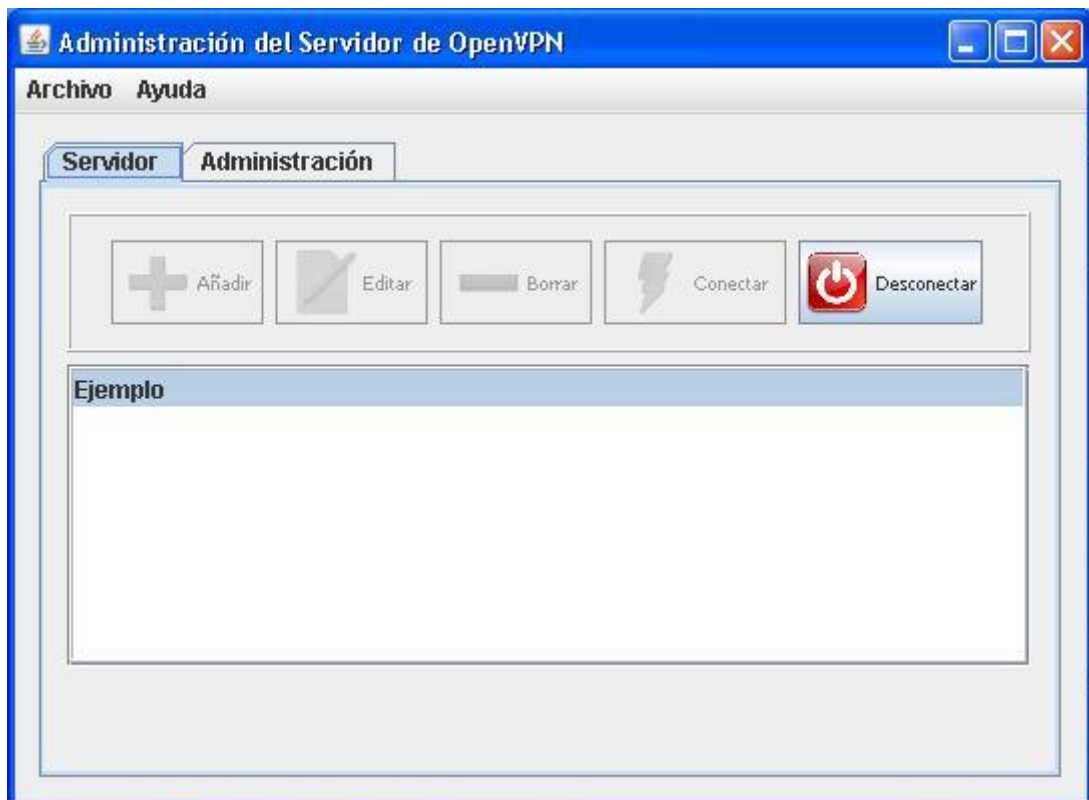 Administración del Servidor de OpenVPN
Archivo Ayuda
Servidor Administración
Añadir Editar Borrar Conectar Desconectar
Ejemplo